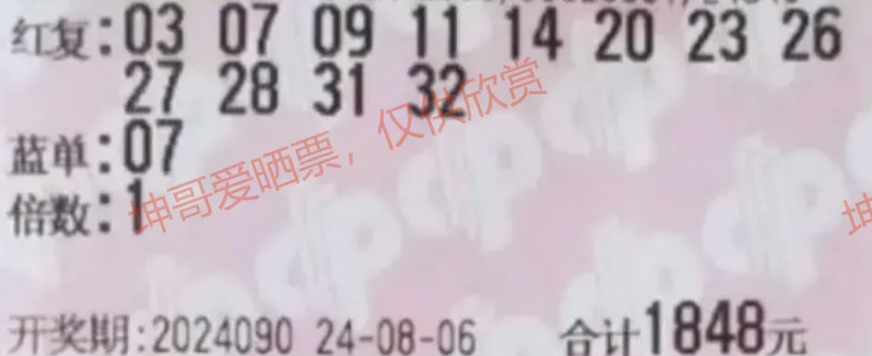 红复:03 07 09 11 14 20 23 26
27 28 31 32
蓝单:07
倍数:1
坤哥爱晒票，仅供欣赏
坤
开奖期:2024090 24-08-06 合计1848元